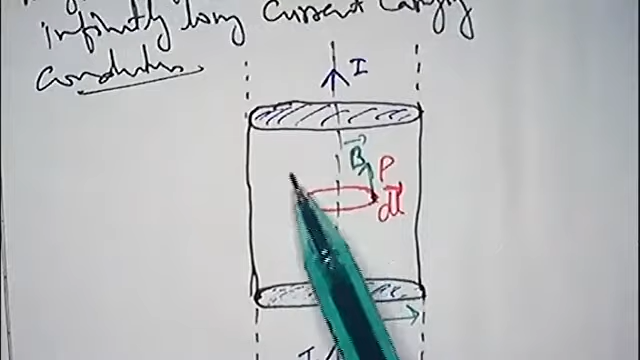 infinitely long Current Carrying
Conductor
I
B
P
dl
I